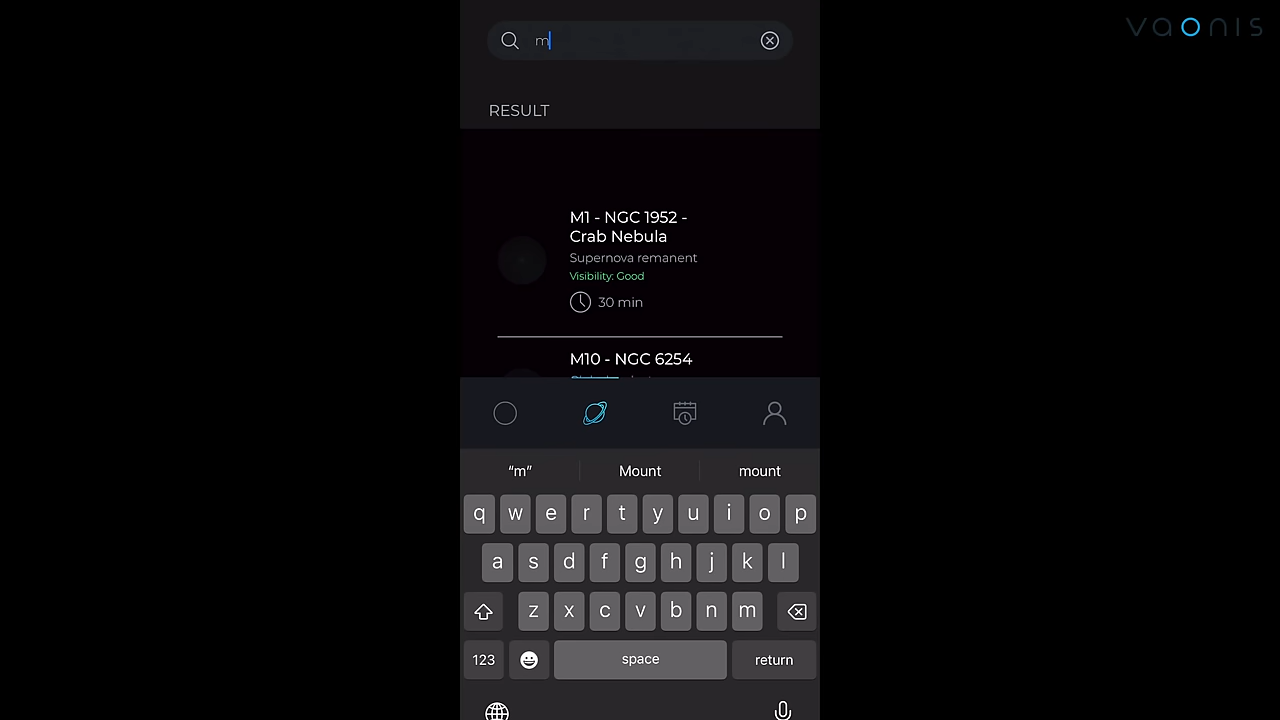 vaonis
m
RESULT
M1 - NGC 1952 -
Crab Nebula
Supernova remanent
Visibility: Good
30 min
M10 - NGC 6254
“m”
Mount
mount
q w e r t y u i o p
a s d f g h j k l
z x c v b n m
123
space
return